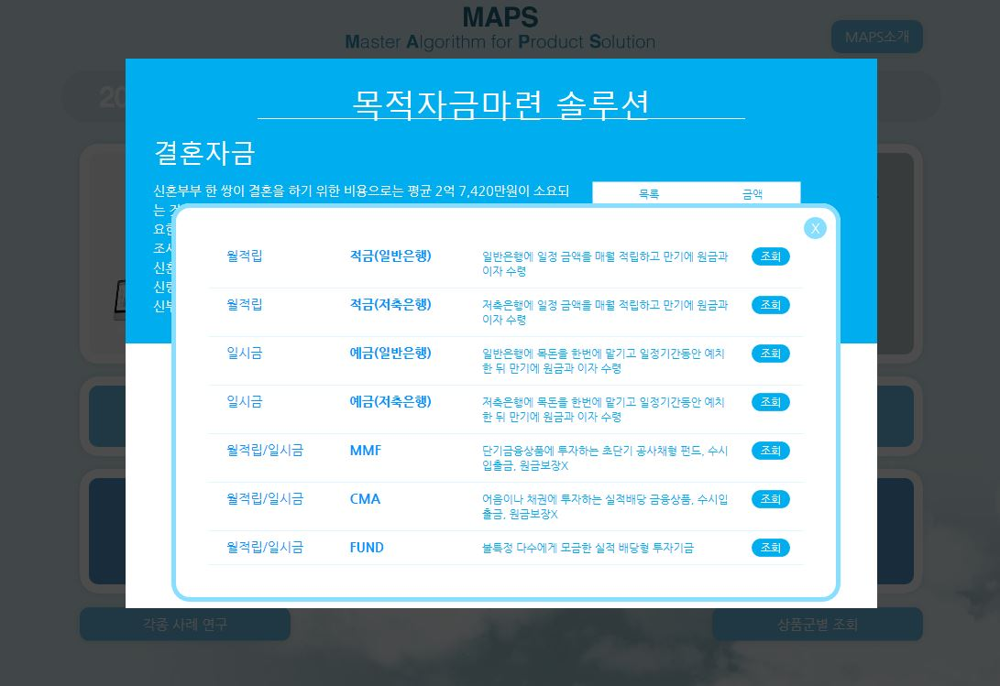 MAPS
Master Algorithm for Product Solution
MAPS소개
20
목적자금마련 솔루션
결혼자금
신혼부부 한 쌍이 결혼을 하기 위한 비용으로는 평균 2억 7,420만원이 소요되
는
목록 금액
X
월적립 적금(일반은행) 일반은행에 일정 금액을 매월 적립하고 만기에 원금과
이자 수령
조회
월적립 적금(저축은행) 저축은행에 일정 금액을 매월 적립하고 만기에 원금과
이자 수령
조회
일시금 예금(일반은행) 일반은행에 목돈을 한번에 맡기고 일정기간동안 예치
한 뒤 만기에 원금과 이자 수령
조회
일시금 예금(저축은행) 저축은행에 목돈을 한번에 맡기고 일정기간동안 예치
한 뒤 만기에 원금과 이자 수령
조회
월적립/일시금 MMF 단기금융상품에 투자하는 초단기 공사채형 펀드, 수시
입출금, 원금보장X
조회
월적립/일시금 CMA 어음이나 채권에 투자하는 실적배당 금융상품, 수시입
출금, 원금보장X
조회
월적립/일시금 FUND 불특정 다수에게 모금한 실적 배당형 투자기금
조회
각종 사례 연구
상품군별 조회